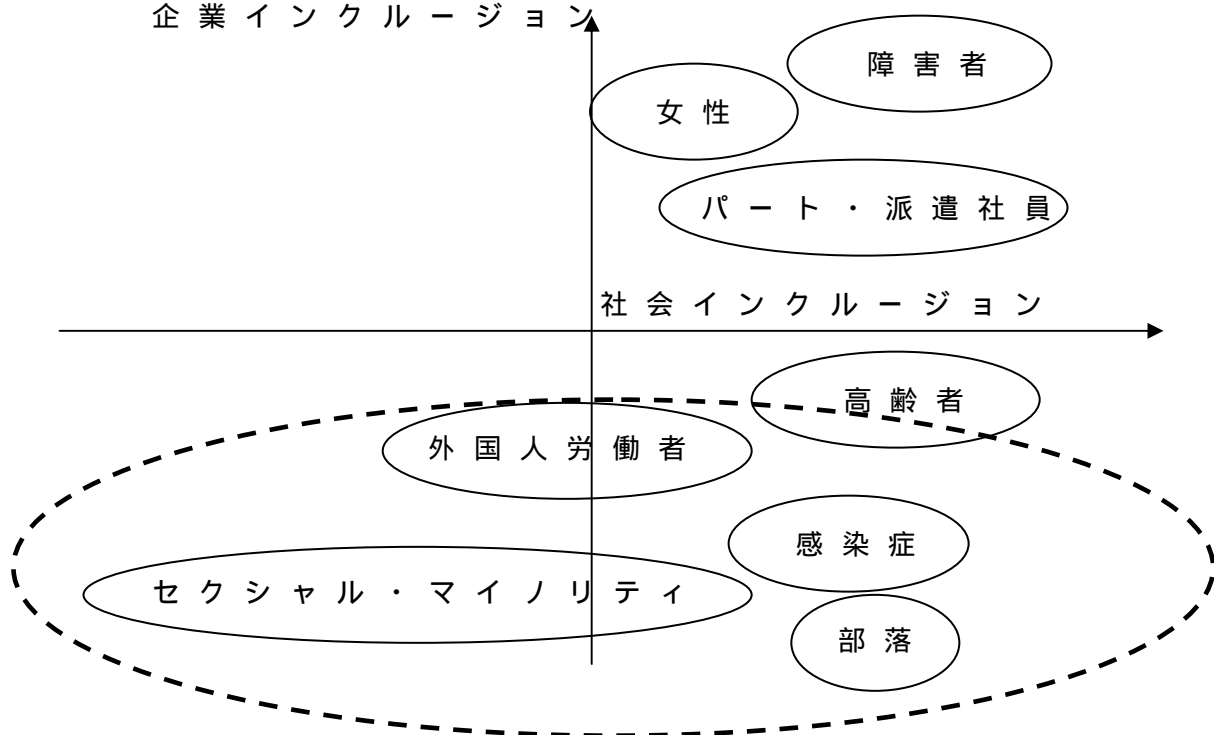 企業インクルージョン
障害者
女性
パート・派遣社員
社会インクルージョン
高齢者
外国人労働者
感染症
セクシャル・マイノリティ
部落